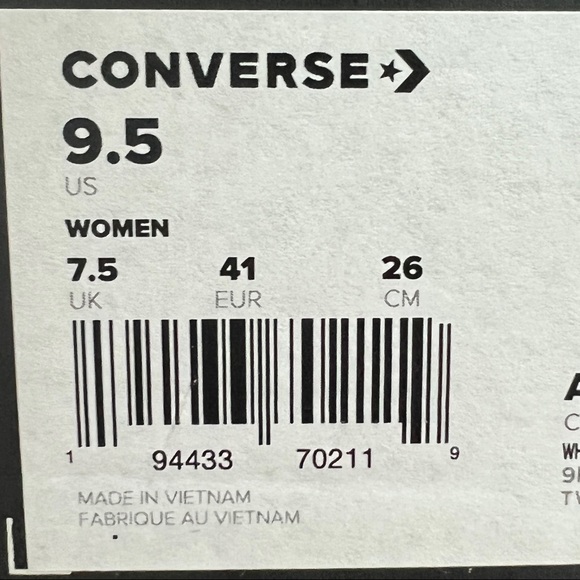 CONVERSE
9.5
US
WOMEN
7.5 41 26
UK EUR CM
1 94433 70211 9
MADE IN VIETNAM
FABRIQUE AU VIETNAM